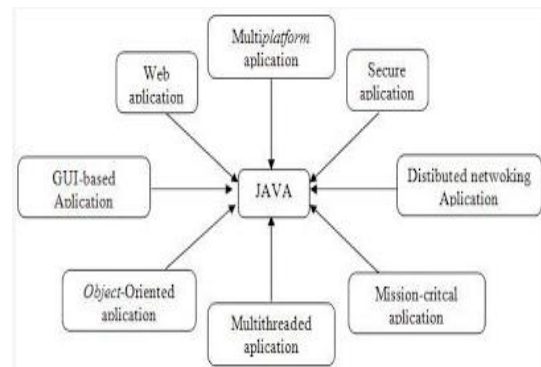 Multiplatform
aplication
Web
aplication
Secure
aplication
GUI-based
Aplication
JAVA
Distibuted netwoking
Aplication
Object-Oriented
aplication
Multithreaded
aplication
Mission-critcal
aplication